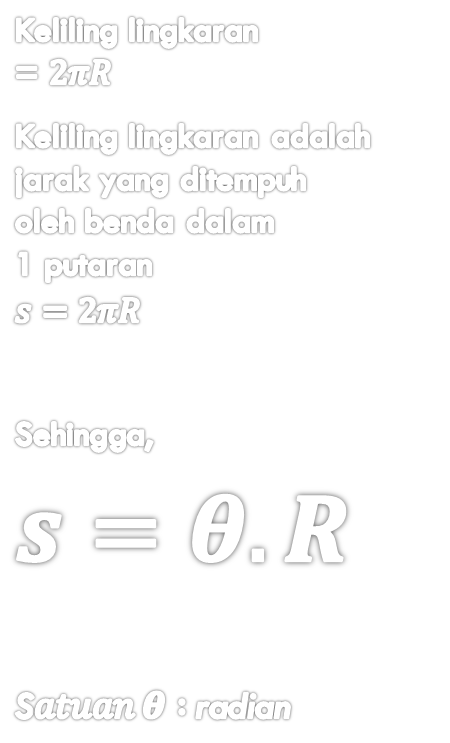 Keliling lingkaran
= 2πR
Keliling lingkaran adalah
jarak yang ditempuh
oleh benda dalam
1 putaran
s = 2πR
Sehingga,
s = θ. R
Satuan θ : radian